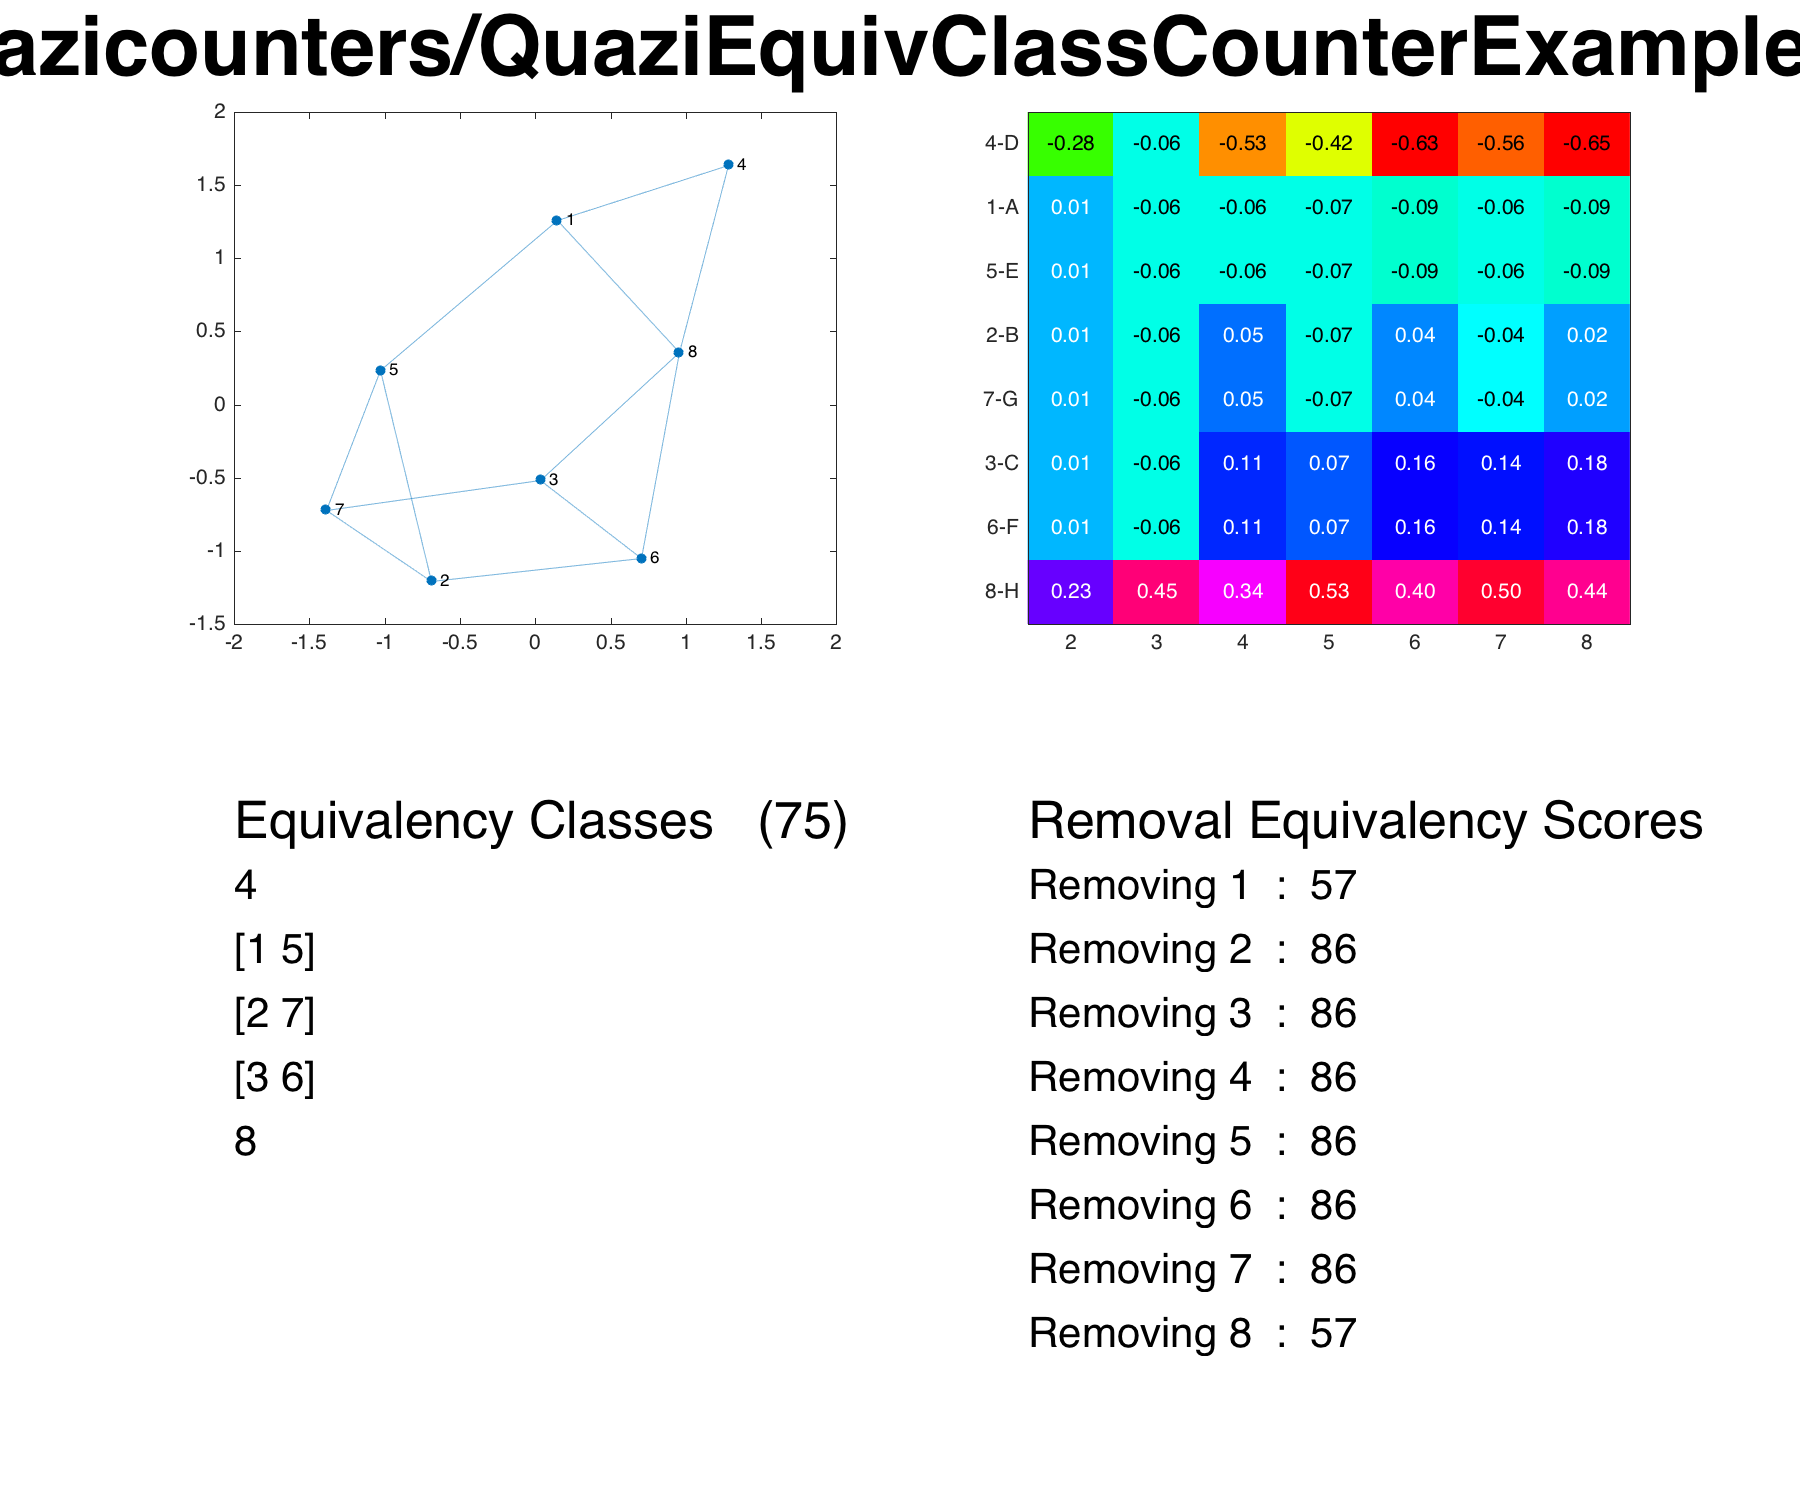 azicounters/QuaziEquivClassCounterExample
2
1.5
1
0.5
0
-0.5
-1
-1.5
-2 -1.5 -1 -0.5 0 0.5 1 1.5 2
4
1
8
5
3
7
6
2
4-D -0.28 -0.06 -0.53 -0.42 -0.63 -0.56 -0.65
1-A 0.01 -0.06 -0.06 -0.07 -0.09 -0.06 -0.09
5-E 0.01 -0.06 -0.06 -0.07 -0.09 -0.06 -0.09
2-B 0.01 -0.06 0.05 -0.07 0.04 -0.04 0.02
7-G 0.01 -0.06 0.05 -0.07 0.04 -0.04 0.02
3-C 0.01 -0.06 0.11 0.07 0.16 0.14 0.18
6-F 0.01 -0.06 0.11 0.07 0.16 0.14 0.18
8-H 0.23 0.45 0.34 0.53 0.40 0.50 0.44
2 3 4 5 6 7 8
Equivalency Classes (75)
4
[1 5]
[2 7]
[3 6]
8
Removal Equivalency Scores
Removing 1 : 57
Removing 2 : 86
Removing 3 : 86
Removing 4 : 86
Removing 5 : 86
Removing 6 : 86
Removing 7 : 86
Removing 8 : 57